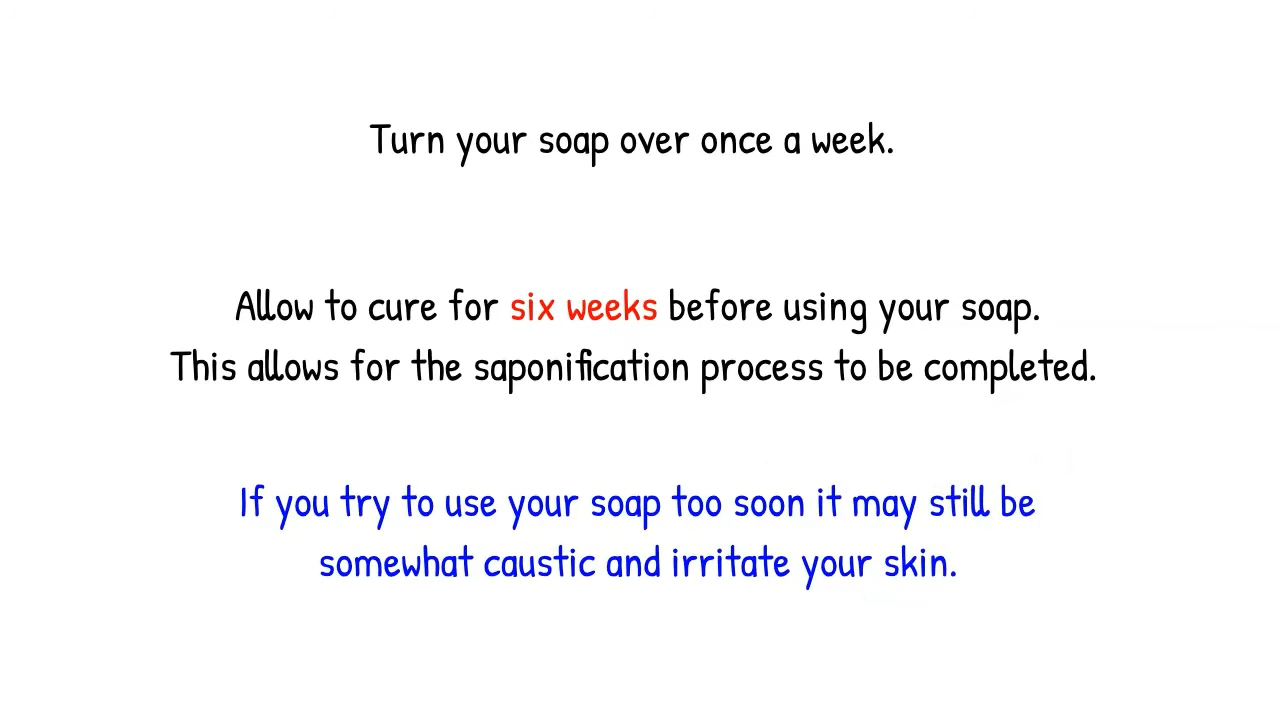 Turn your soap over once a week.
Allow to cure for six weeks before using your soap.
This allows for the saponification process to be completed.
If you try to use your soap too soon it may still be
somewhat caustic and irritate your skin.